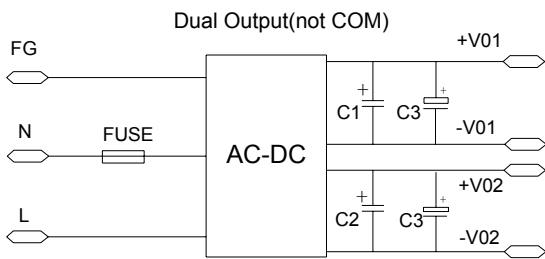 Dual Output(not COM)
FG
+V01
+
+
C1
C3
N
FUSE
AC-DC
-V01
+V02
+
+
L
C2
C3
-V02